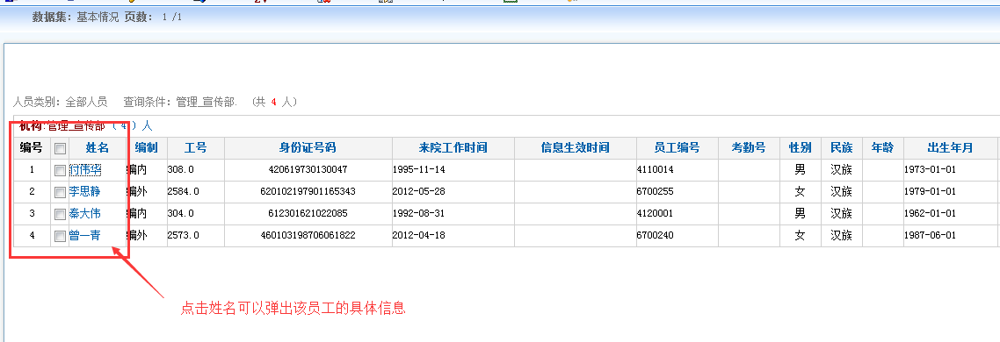 数据集: 基本情况 页数: 1 /1
人员类别: 全部人员 查询条件: 管理_宣传部. (共 4 人)
机构:管理_宣传部 ( 4 ) 人
编号 姓名 编制 工号 身份证号码 来院工作时间 信息生效时间 员工编号 考勤号 性别 民族 年龄 出生年月
1 付伟华 编内 308.0 420619730130047 1995-11-14 4110014 男 汉族 1973-01-01
2 李思静 编外 2584.0 620102197901165343 2012-05-28 6700255 女 汉族 1979-01-01
3 秦大伟 编内 304.0 612301621022085 1992-08-31 4120001 男 汉族 1962-01-01
4 曾一青 编外 2573.0 460103198706061822 2012-04-18 6700240 女 汉族 1987-06-01
点击姓名可以弹出该员工的具体信息